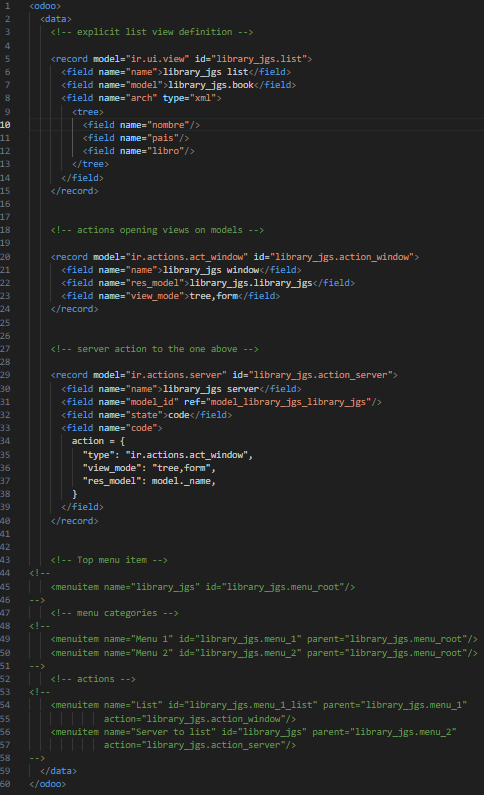 1 <odoo>
2 <data>
3 <!-- explicit list view definition -->
4
5 <record model="ir.ui.view" id="library_jgs.list">
6 <field name="name">library_jgs list</field>
7 <field name="model">library_jgs.book</field>
8 <field name="arch" type="xml">
9 <tree>
10 <field name="nombre"/>
11 <field name="pais"/>
12 <field name="libro"/>
13 </tree>
14 </field>
15 </record>
16
17
18 <!-- actions opening views on models -->
19
20 <record model="ir.actions.act_window" id="library_jgs.action_window">
21 <field name="name">library_jgs window</field>
22 <field name="res_model">library_jgs.library_jgs</field>
23 <field name="view_mode">tree,form</field>
24 </record>
25
26
27 <!-- server action to the one above -->
28
29 <record model="ir.actions.server" id="library_jgs.action_server">
30 <field name="name">library_jgs server</field>
31 <field name="model_id" ref="model_library_jgs_library_jgs"/>
32 <field name="state">code</field>
33 <field name="code">
34 action = {
35 "type": "ir.actions.act_window",
36 "view_mode": "tree,form",
37 "res_model": model._name,
38 }
39 </field>
40 </record>
41
42
43 <!-- Top menu item -->
44 <!--
45 <menuitem name="library_jgs" id="library_jgs.menu_root"/>
46 -->
47 <!-- menu categories -->
48 <!--
49 <menuitem name="Menu 1" id="library_jgs.menu_1" parent="library_jgs.menu_root"/>
50 <menuitem name="Menu 2" id="library_jgs.menu_2" parent="library_jgs.menu_root"/>
51 -->
52 <!-- actions -->
53 <!--
54 <menuitem name="List" id="library_jgs.menu_1_list" parent="library_jgs.menu_1"
55 action="library_jgs.action_window"/>
56 <menuitem name="Server to list" id="library_jgs" parent="library_jgs.menu_2"
57 action="library_jgs.action_server"/>
58 -->
59 </data>
60 </odoo>